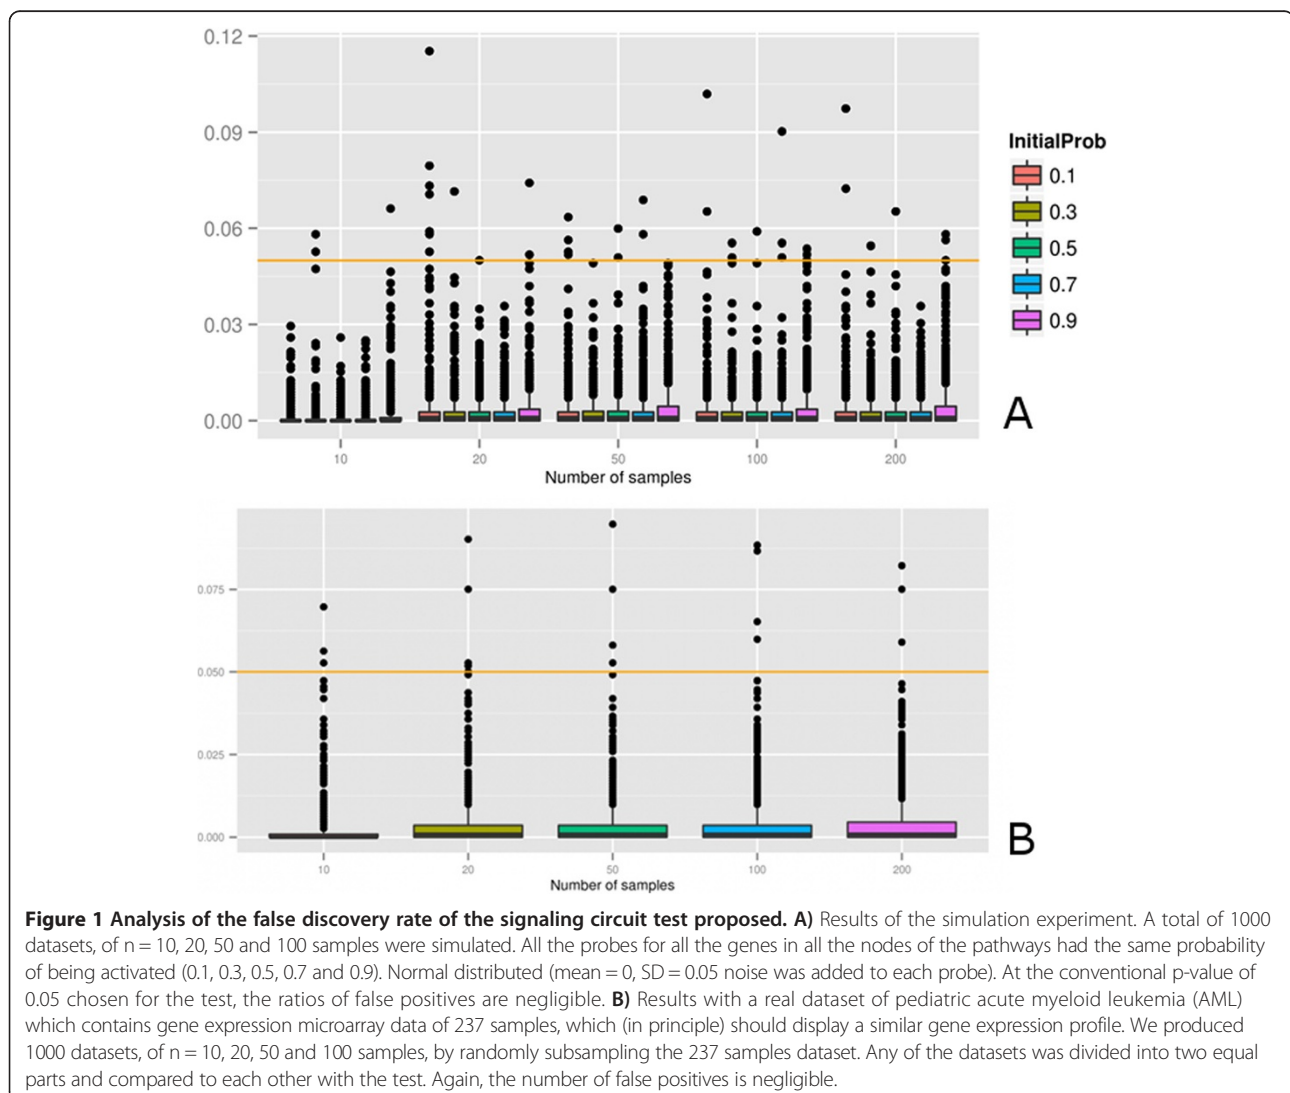 0.12
0.09
0.06
0.03
0.00
10 20 50 100 200
Number of samples
InitialProb
0.1
0.3
0.5
0.7
0.9
A
0.075
0.050
0.025
0.000
10 20 50 100 200
Number of samples
B
Figure 1 Analysis of the false discovery rate of the signaling circuit test proposed. A) Results of the simulation experiment. A total of 1000
datasets, of n = 10, 20, 50 and 100 samples were simulated. All the probes for all the genes in all the nodes of the pathways had the same probability
of being activated (0.1, 0.3, 0.5, 0.7 and 0.9). Normal distributed (mean = 0, SD = 0.05 noise was added to each probe). At the conventional p-value of
0.05 chosen for the test, the ratios of false positives are negligible. B) Results with a real dataset of pediatric acute myeloid leukemia (AML)
which contains gene expression microarray data of 237 samples, which (in principle) should display a similar gene expression profile. We produced
1000 datasets, of n = 10, 20, 50 and 100 samples, by randomly subsampling the 237 samples dataset. Any of the datasets was divided into two equal
parts and compared to each other with the test. Again, the number of false positives is negligible.